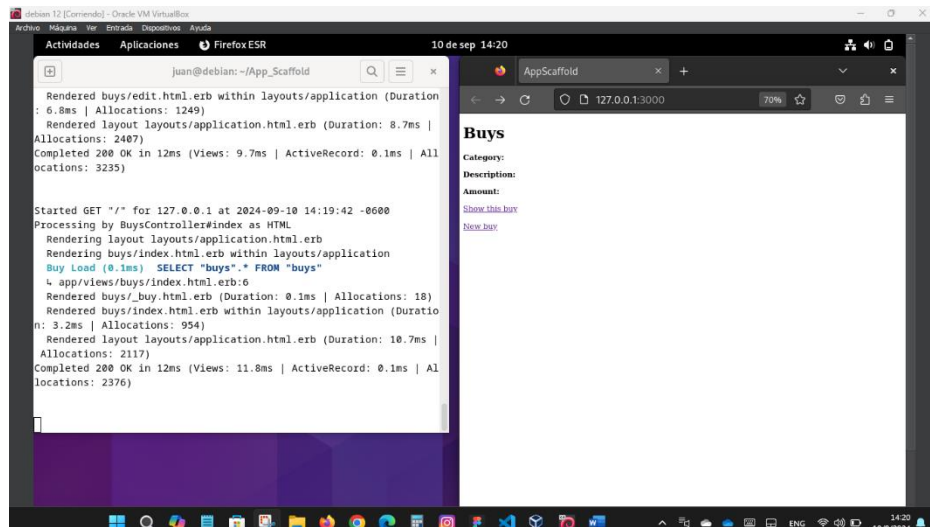 debian 12 [Corriendo] - Oracle VM VirtualBox
Archivo Máquina Ver Entrada Dispositivos Ayuda
Actividades Aplicaciones Firefox ESR 10 de sep 14:20
juan@debian: ~/App_Scaffold
Rendered buys/edit.html.erb within layouts/application (Duration
: 6.8ms | Allocations: 1249)
Rendered layout layouts/application.html.erb (Duration: 8.7ms |
Allocations: 2407)
Completed 200 OK in 12ms (Views: 9.7ms | ActiveRecord: 0.1ms | All
ocations: 3235)
Started GET "/" for 127.0.0.1 at 2024-09-10 14:19:42 -0600
Processing by BuysController#index as HTML
Rendering layout layouts/application.html.erb
Rendering buys/index.html.erb within layouts/application
Buy Load (0.1ms) SELECT "buys".* FROM "buys"
↳ app/views/buys/index.html.erb:6
Rendered buys/_buy.html.erb (Duration: 0.1ms | Allocations: 18)
Rendered buys/index.html.erb within layouts/application (Duratio
n: 3.2ms | Allocations: 954)
Rendered layout layouts/application.html.erb (Duration: 10.7ms |
Allocations: 2117)
Completed 200 OK in 12ms (Views: 11.8ms | ActiveRecord: 0.1ms | Al
locations: 2376)
AppScaffold
127.0.0.1:3000 70%
Buys
Category:
Description:
Amount:
Show this buy
New buy
ENG 14:20